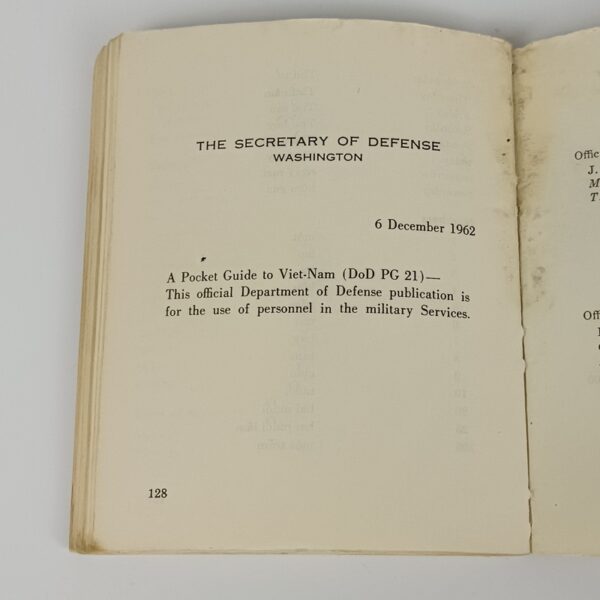 THE SECRETARY OF DEFENSE
WASHINGTON
6 December 1962
A Pocket Guide to Viet-Nam (DoD PG 21)—
This official Department of Defense publication is
for the use of personnel in the military Services.
128
J.
M
T.